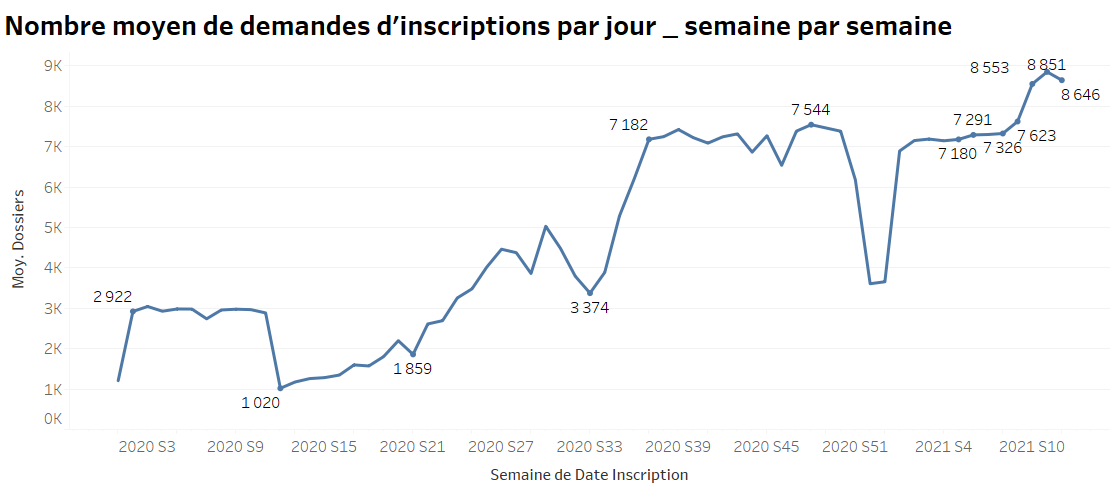 Nombre moyen de demandes d’inscriptions par jour _ semaine par semaine
9K
8K
7K
6K
5K
4K
3K
2K
1K
0K
Moy. Dossiers
2 922
1 020
1 859
3 374
7 182
7 544
7 180
7 291
7 326
7 623
8 553
8 851
8 646
2020 S3
2020 S9
2020 S15
2020 S21
2020 S27
2020 S33
2020 S39
2020 S45
2020 S51
2021 S4
2021 S10
Semaine de Date Inscription